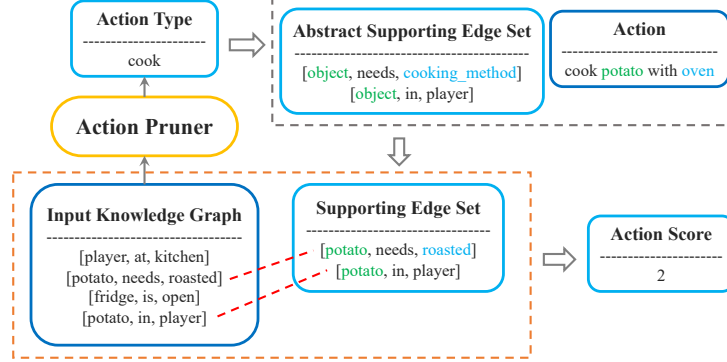 Action Type
--------------------
cook
Abstract Supporting Edge Set
--------------------------------------------
[object, needs, cooking_method]
[object, in, player]
Action
-------------------------
cook potato with oven
Action Pruner
Input Knowledge Graph
--------------------------------
[player, at, kitchen]
[potato, needs, roasted]
[fridge, is, open]
[potato, in, player]
Supporting Edge Set
------------------------------
[potato, needs, roasted]
[potato, in, player]
Action Score
--------------------
2